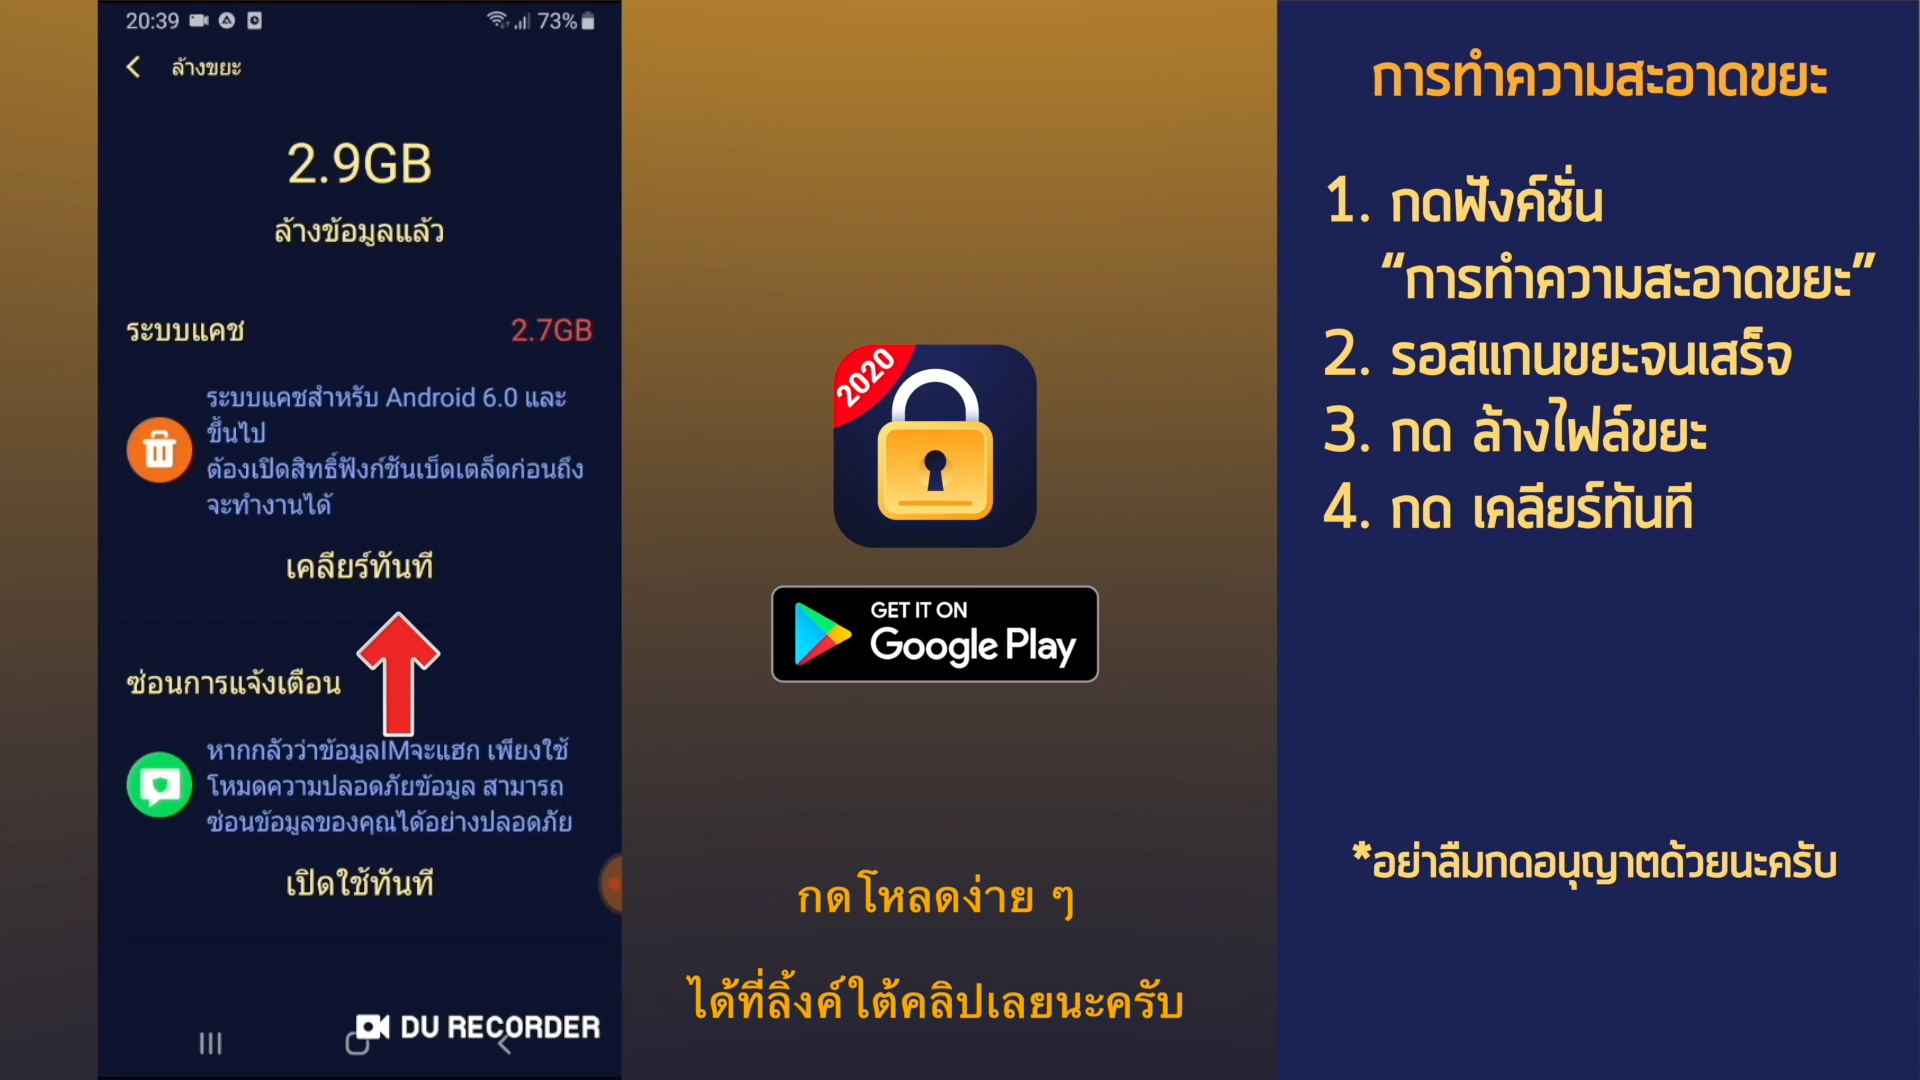 20:39
73%
ล้างขยะ
2.9GB
ล้างข้อมูลแล้ว
ระบบแคช
2.7GB
ระบบแคชสำหรับ Android 6.0 และ
ขึ้นไป
ต้องเปิดสิทธิ์ฟังก์ชันเบ็ดเตล็ดก่อนถึง
จะทำงานได้
เคลียร์ทันที
ซ่อนการแจ้งเตือน
หากกลัวว่าข้อมูลIMจะแฮก เพียงใช้
โหมดความปลอดภัยข้อมูล สามารถ
ซ่อนข้อมูลของคุณได้อย่างปลอดภัย
เปิดใช้ทันที
DU RECORDER
2020
GET IT ON
Google Play
กดโหลดง่าย ๆ
ได้ที่ลิ้งค์ใต้คลิปเลยนะครับ
การทำความสะอาดขยะ
1. กดฟังค์ชั่น
“การทำความสะอาดขยะ”
2. รอสแกนขยะจนเสร็จ
3. กด ล้างไฟล์ขยะ
4. กด เคลียร์ทันที
*อย่าลืมกดอนุญาตด้วยนะครับ